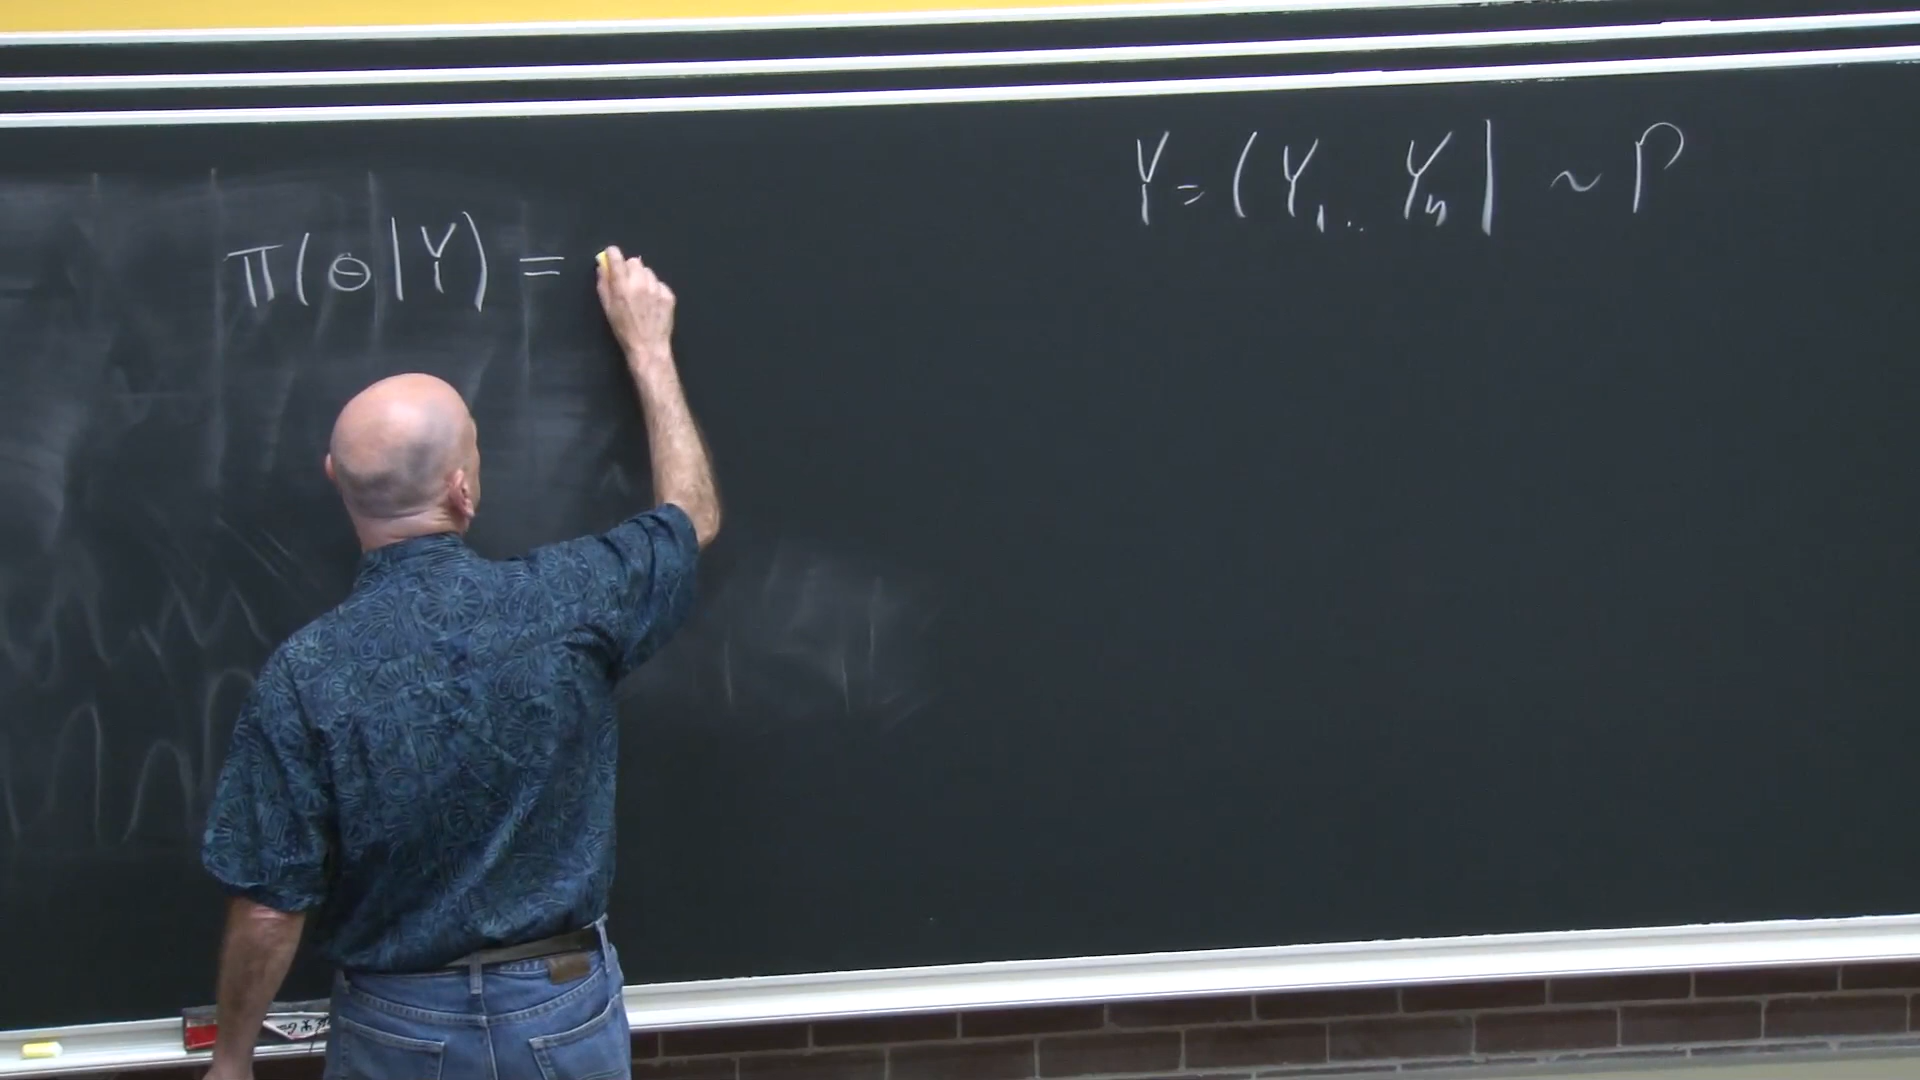 Y = (Y1.. Yn) ~ P
π(θ|Y) =